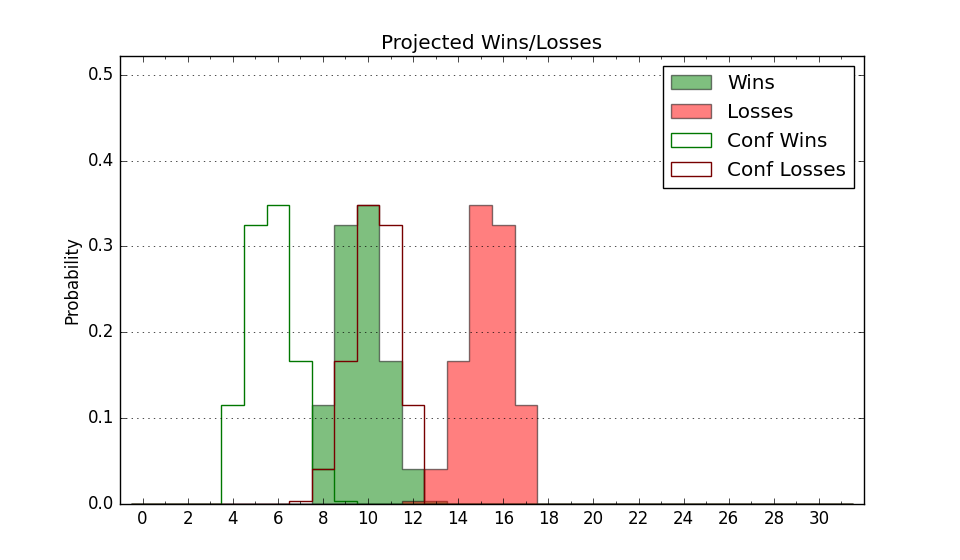 Projected Wins/Losses
0.5
0.4
0.3
0.2
0.1
0.0
Probability
Wins
Losses
Conf Wins
Conf Losses
0 2 4 6 8 10 12 14 16 18 20 22 24 26 28 30